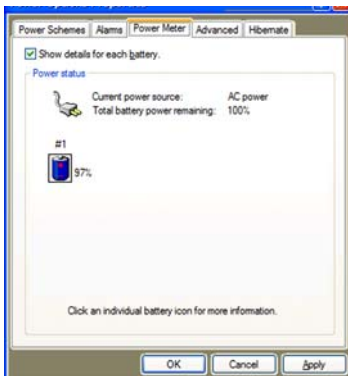 Power Schemes Alarms Power Meter Advanced Hibernate
Show details for each battery.
Power status
Current power source: AC power
Total battery power remaining: 100%
#1
97%
Click an individual battery icon for more information.
OK Cancel Apply